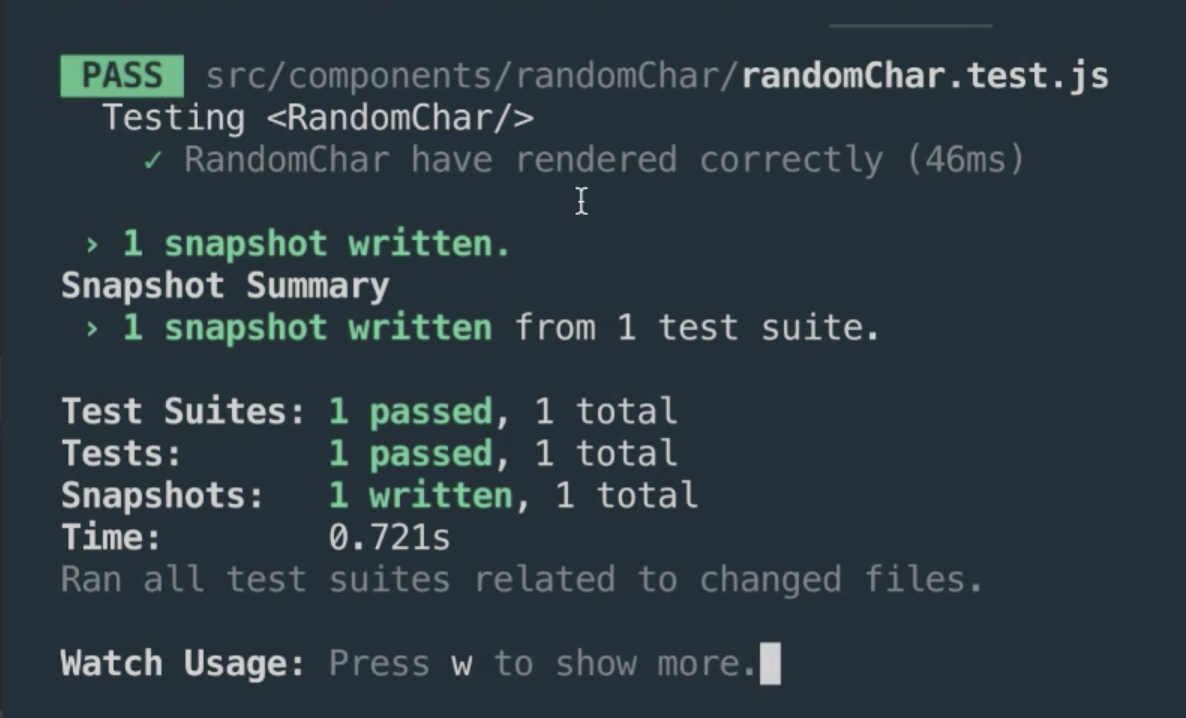 PASS src/components/randomChar/randomChar.test.js
Testing <RandomChar/>
✓ RandomChar have rendered correctly (46ms)
› 1 snapshot written.
Snapshot Summary
› 1 snapshot written from 1 test suite.
Test Suites: 1 passed, 1 total
Tests: 1 passed, 1 total
Snapshots: 1 written, 1 total
Time: 0.721s
Ran all test suites related to changed files.
Watch Usage: Press w to show more.